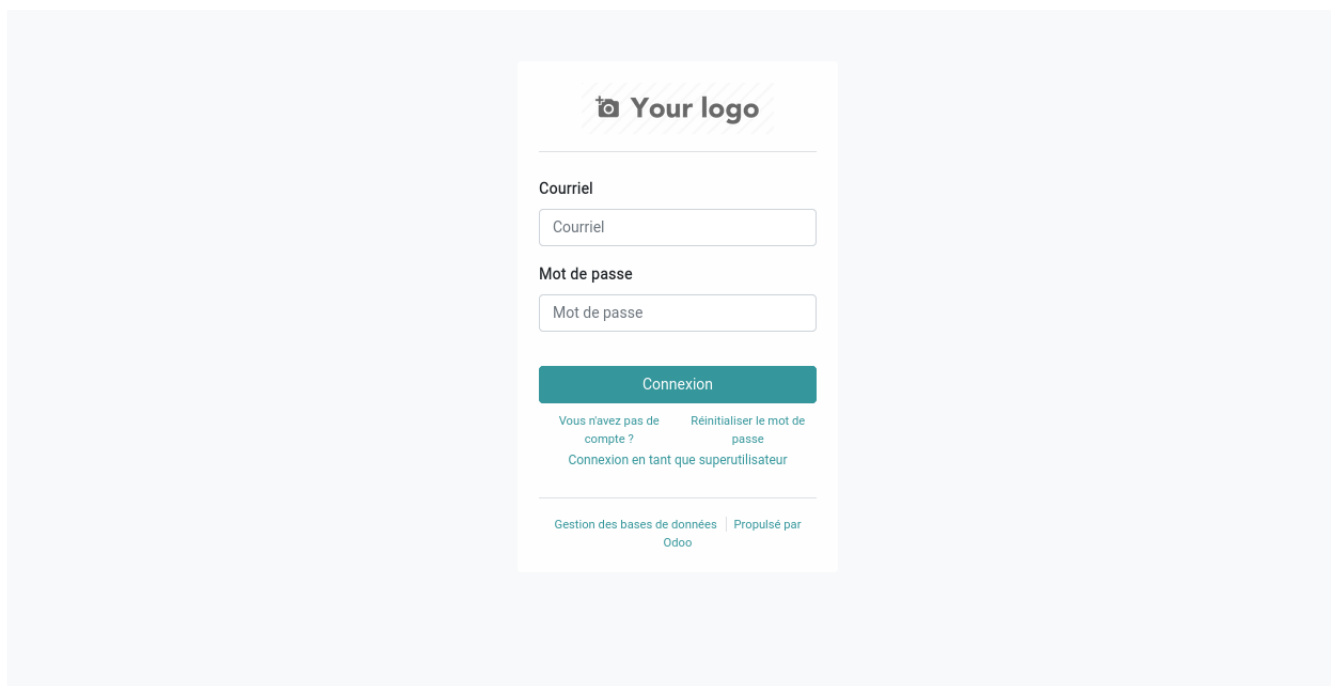 Your logo
Courriel
Courriel
Mot de passe
Mot de passe
Connexion
Vous n'avez pas de
compte ?
Réinitialiser le mot de
passe
Connexion en tant que superutilisateur
Gestion des bases de données | Propulsé par
Odoo